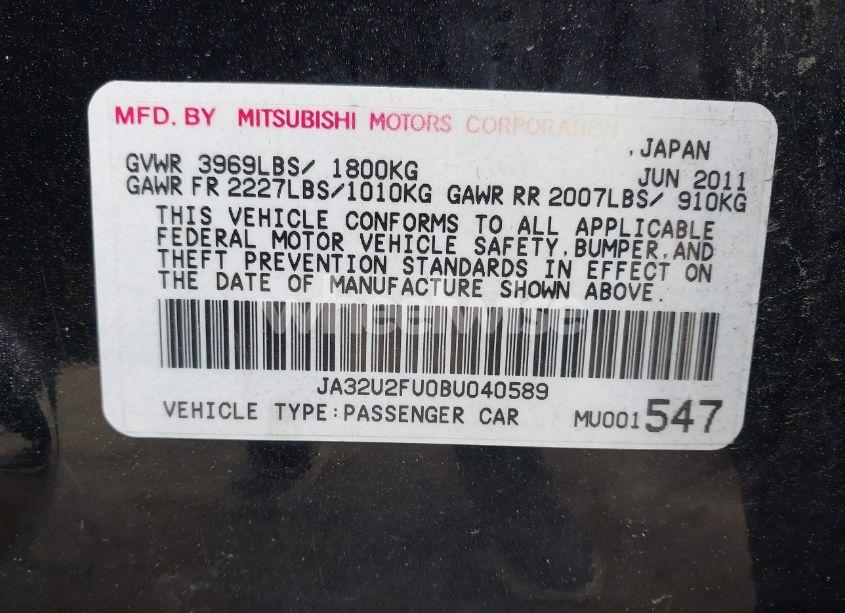 MFD. BY MITSUBISHI MOTORS CORPORATION
, JAPAN
GVWR 3969LBS/ 1800KG JUN 2011
GAWR FR 2227LBS/1010KG GAWR RR 2007LBS/ 910KG
THIS VEHICLE CONFORMS TO ALL APPLICABLE
FEDERAL MOTOR VEHICLE SAFETY,BUMPER,AND
THEFT PREVENTION STANDARDS IN EFFECT ON
THE DATE OF MANUFACTURE SHOWN ABOVE.
wheelwise
JA32U2FU0BU040589
VEHICLE TYPE:PASSENGER CAR MU001547